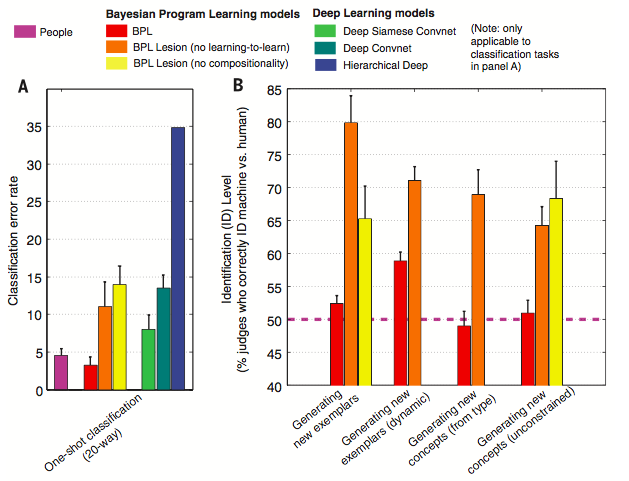 People
Bayesian Program Learning models
BPL
BPL Lesion (no learning-to-learn)
BPL Lesion (no compositionality)
Deep Learning models
Deep Siamese Convnet
Deep Convnet
Hierarchical Deep
(Note: only
applicable to
classification tasks
in panel A)
A
Classification error rate
35
30
25
20
15
10
5
0
One-shot classification
(20-way)
B
Identification (ID) Level
(% judges who correctly ID machine vs. human)
85
80
75
70
65
60
55
50
45
40
Generating
new exemplars
Generating new
exemplars (dynamic)
Generating new
concepts (from type)
Generating new
concepts (unconstrained)